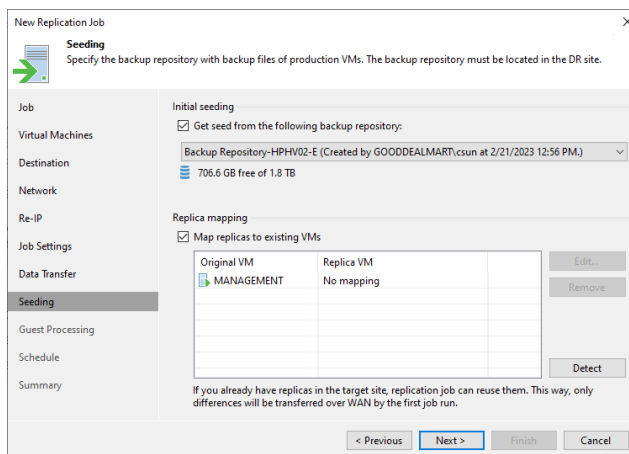 New Replication Job
Seeding
Specify the backup repository with backup files of production VMs. The backup repository must be located in the DR site.
Job
Virtual Machines
Destination
Network
Re-IP
Job Settings
Data Transfer
Seeding
Guest Processing
Schedule
Summary
Initial seeding
Get seed from the following backup repository:
Backup Repository-HPHV02-E (Created by GOODDEALMART\csun at 2/21/2023 12:56 PM.)
706.6 GB free of 1.8 TB
Replica mapping
Map replicas to existing VMs
Original VM Replica VM
MANAGEMENT No mapping
Edit...
Remove
Detect
If you already have replicas in the target site, replication job can reuse them. This way, only
differences will be transferred over WAN by the first job run.
< Previous Next > Finish Cancel